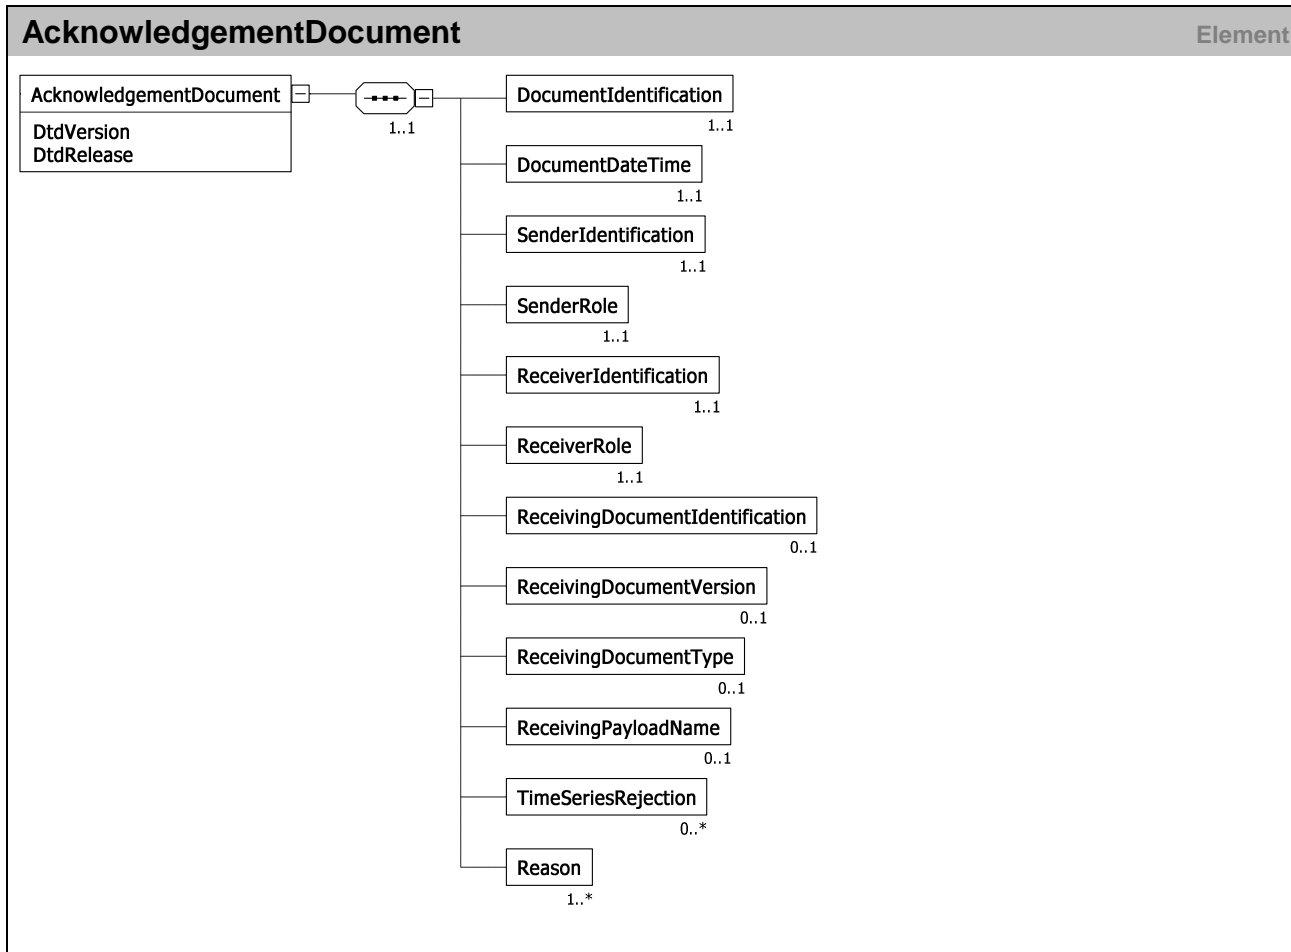 AcknowledgementDocument Element
AcknowledgementDocument
DtdVersion
DtdRelease
1..1
DocumentIdentification
1..1
DocumentDateTime
1..1
SenderIdentification
1..1
SenderRole
1..1
ReceiverIdentification
1..1
ReceiverRole
1..1
ReceivingDocumentIdentification
0..1
ReceivingDocumentVersion
0..1
ReceivingDocumentType
0..1
ReceivingPayloadName
0..1
TimeSeriesRejection
0..*
Reason
1..*